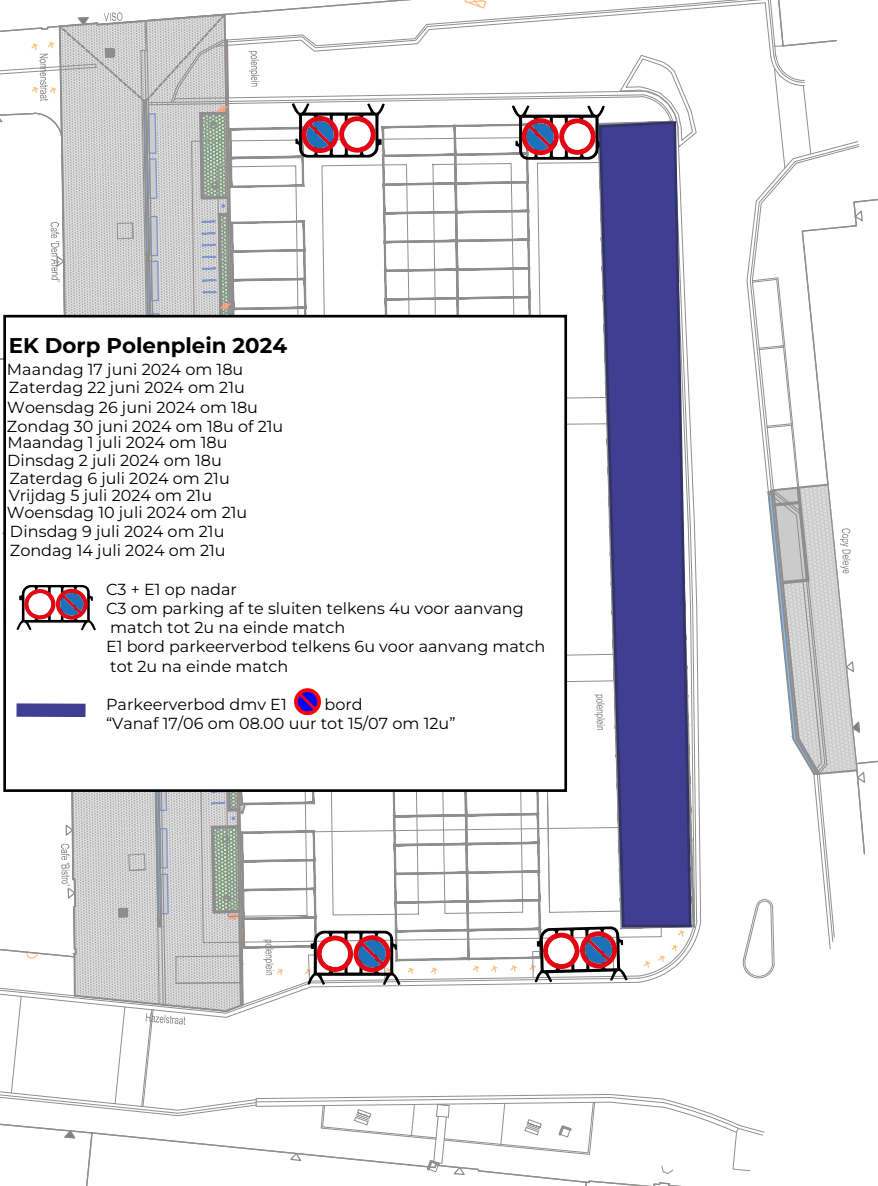 VISO
polenplein
Nonnenstraat
Cafe 'Den Arend'
EK Dorp Polenplein 2024
Maandag 17 juni 2024 om 18u
Zaterdag 22 juni 2024 om 21u
Woensdag 26 juni 2024 om 18u
Zondag 30 juni 2024 om 18u of 21u
Maandag 1 juli 2024 om 18u
Dinsdag 2 juli 2024 om 18u
Zaterdag 6 juli 2024 om 21u
Vrijdag 5 juli 2024 om 21u
Woensdag 10 juli 2024 om 21u
Dinsdag 9 juli 2024 om 21u
Zondag 14 juli 2024 om 21u
C3 + E1 op nadar
C3 om parking af te sluiten telkens 4u voor aanvang
match tot 2u na einde match
E1 bord parkeerverbod telkens 6u voor aanvang match
tot 2u na einde match
Parkeerverbod dmv E1 bord
“Vanaf 17/06 om 08.00 uur tot 15/07 om 12u”
Copy Deleye
polenplein
Cafe 'Bistro'
polenplein
Hazelstraat